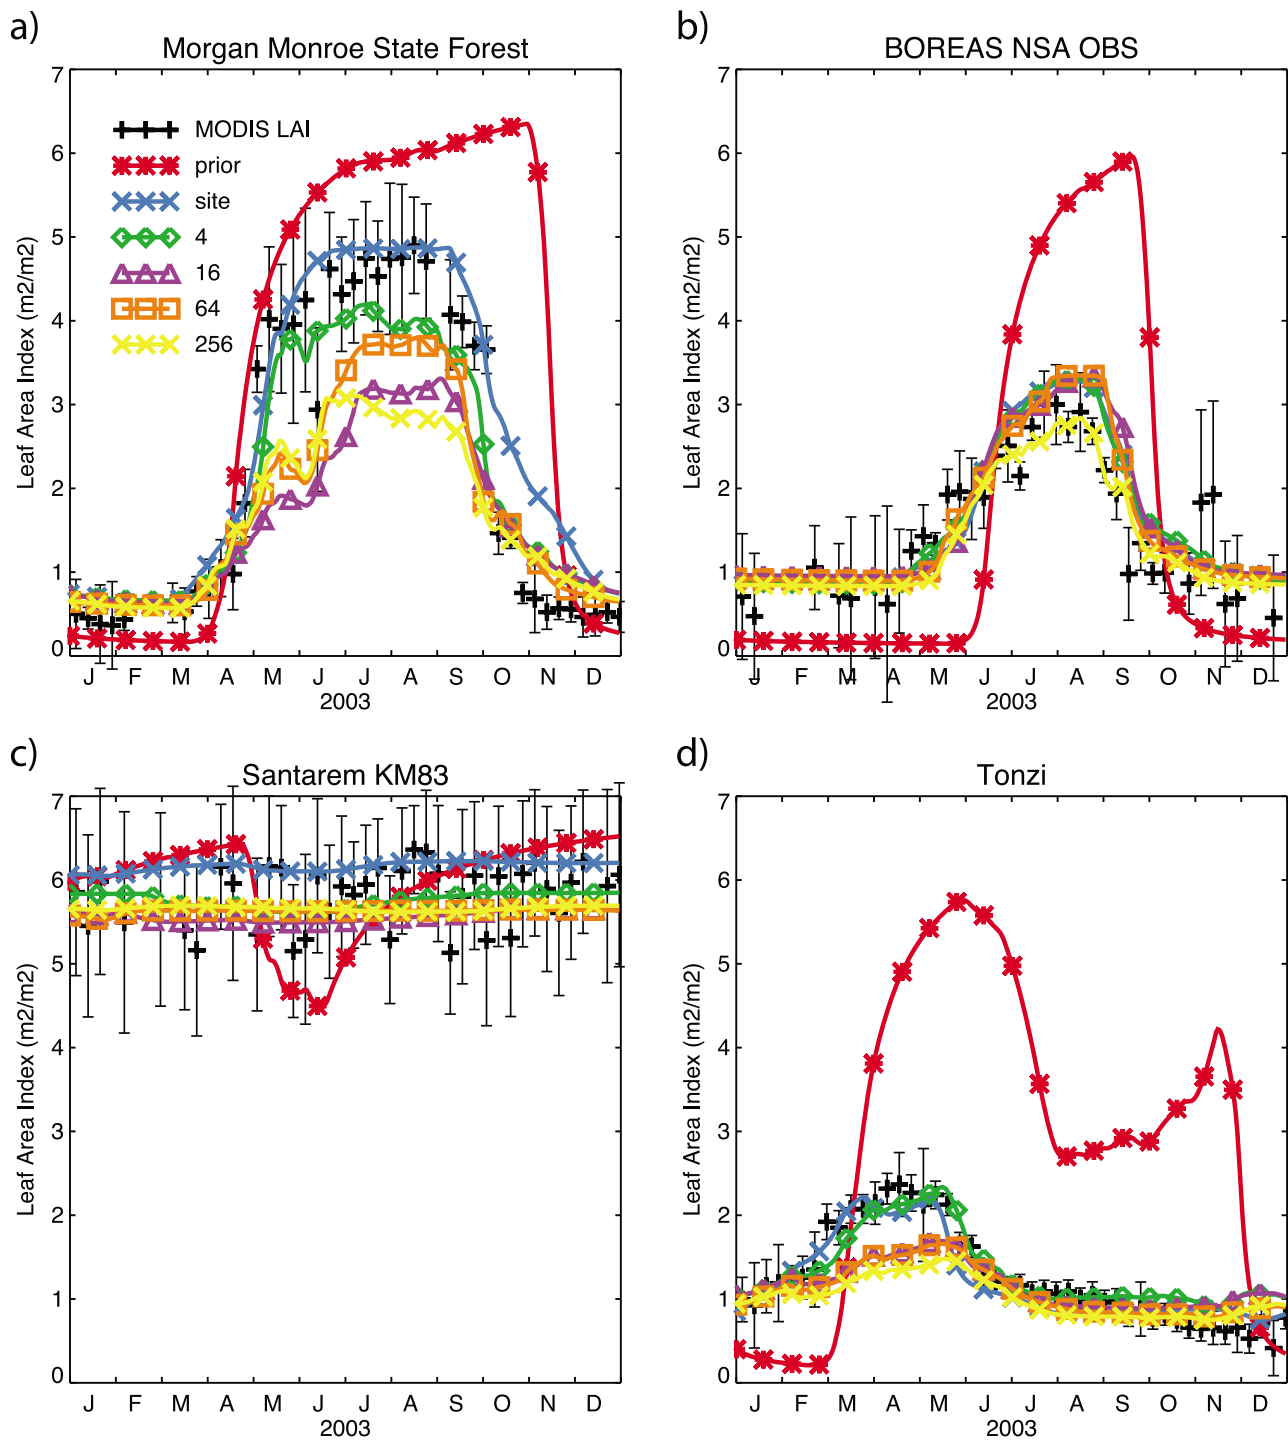 a)
Morgan Monroe State Forest
7
6
5
4
3
2
1
0
Leaf Area Index (m2/m2)
MODIS LAI
prior
site
4
16
64
256
J F M A M J J A S O N D
2003
b)
BOREAS NSA OBS
7
6
5
4
3
2
1
0
Leaf Area Index (m2/m2)
J F M A M J J A S O N D
2003
c)
Santarem KM83
7
6
5
4
3
2
1
0
Leaf Area Index (m2/m2)
J F M A M J J A S O N D
2003
d)
Tonzi
7
6
5
4
3
2
1
0
Leaf Area Index (m2/m2)
J F M A M J J A S O N D
2003